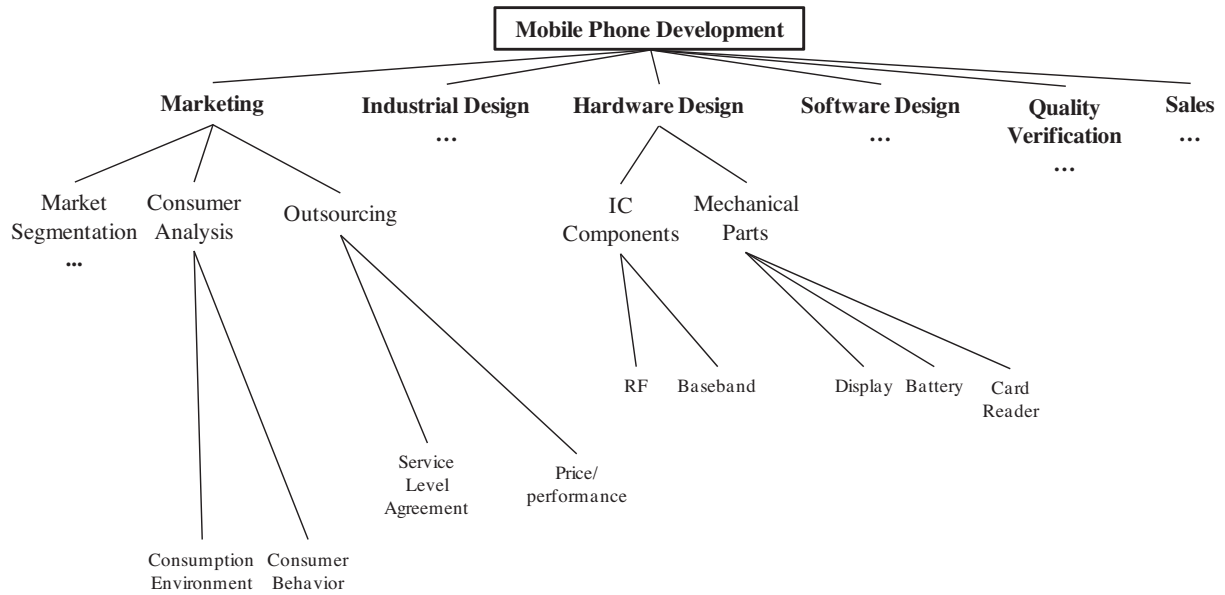 Mobile Phone Development
Marketing
Industrial Design
...
Hardware Design
Software Design
...
Quality
Verification
...
Sales
...
Market
Segmentation
...
Consumer
Analysis
Outsourcing
IC
Components
Mechanical
Parts
RF
Baseband
Display
Battery
Card
Reader
Service
Level
Agreement
Price/
performance
Consumption
Environment
Consumer
Behavior